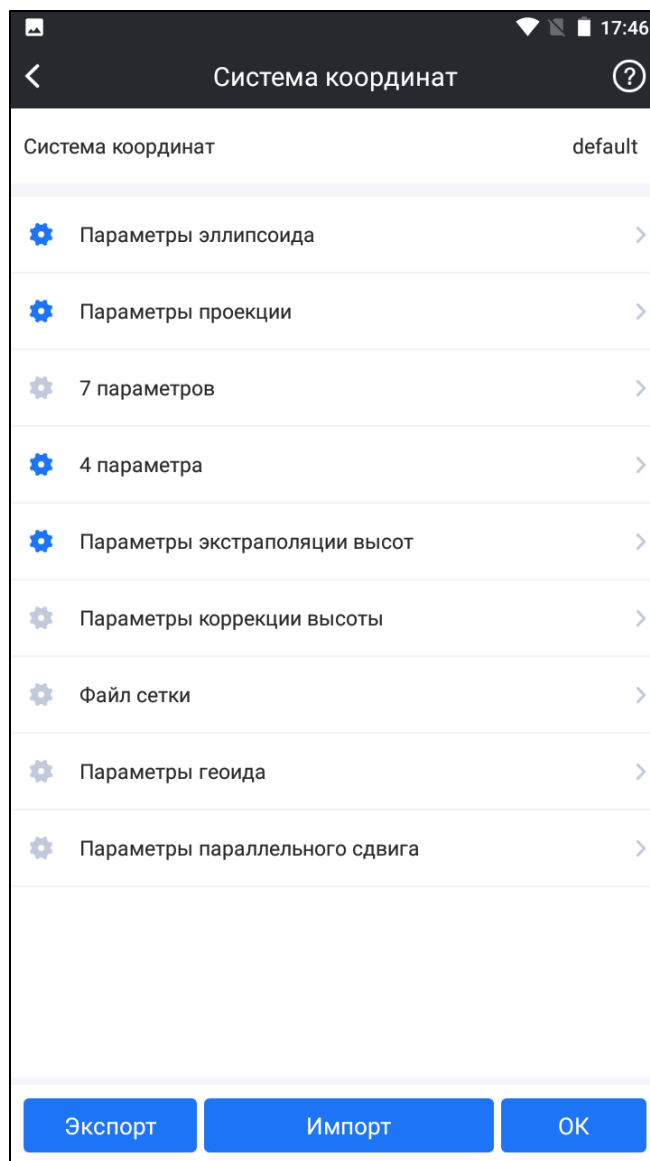 17:46
Система координат
Система координат default
Параметры эллипсоида
Параметры проекции
7 параметров
4 параметра
Параметры экстраполяции высот
Параметры коррекции высоты
Файл сетки
Параметры геоида
Параметры параллельного сдвига
Экспорт Импорт ОК